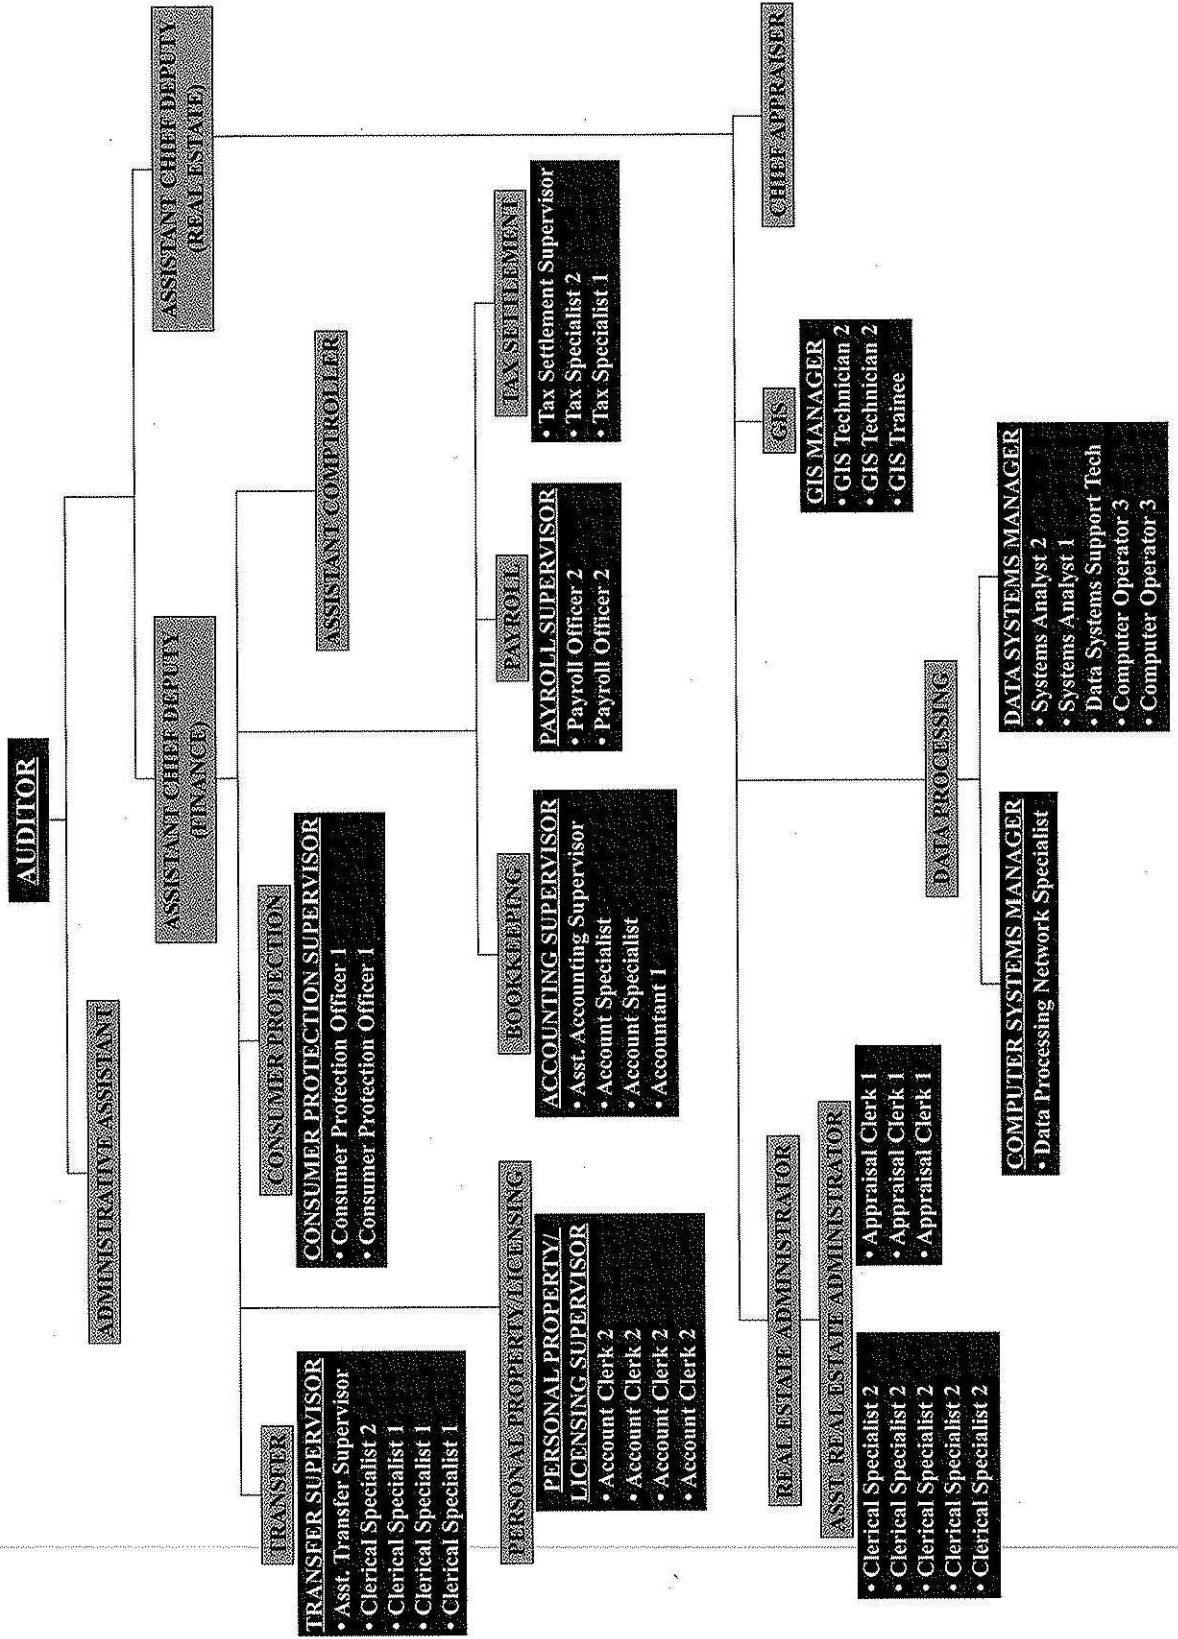 AUDITOR
ADMINISTRATIVE ASSISTANT
ASSISTANT CHIEF DEPUTY
(FINANCE)
ASSISTANT CHIEF DEPUTY
(REAL ESTATE)
TRANSFER
TRANSFER SUPERVISOR
• Asst. Transfer Supervisor
• Clerical Specialist 2
• Clerical Specialist 1
• Clerical Specialist 1
• Clerical Specialist 1
CONSUMER PROTECTION
CONSUMER PROTECTION SUPERVISOR
• Consumer Protection Officer 1
• Consumer Protection Officer 1
ASSISTANT COMPTROLLER
PERSONAL PROPERTY/LICENSING
PERSONAL PROPERTY/
LICENSING SUPERVISOR
• Account Clerk 2
• Account Clerk 2
• Account Clerk 2
• Account Clerk 2
BOOKKEEPING
ACCOUNTING SUPERVISOR
• Asst. Accounting Supervisor
• Account Specialist
• Account Specialist
• Accountant 1
PAYROLL
PAYROLL SUPERVISOR
• Payroll Officer 2
• Payroll Officer 2
TAX SETTLEMENT
• Tax Settlement Supervisor
• Tax Specialist 2
• Tax Specialist 1
REAL ESTATE ADMINISTRATOR
ASST. REAL ESTATE ADMINISTRATOR
• Clerical Specialist 2
• Clerical Specialist 2
• Clerical Specialist 2
• Clerical Specialist 2
• Clerical Specialist 2
• Appraisal Clerk 1
• Appraisal Clerk 1
• Appraisal Clerk 1
GIS
GIS MANAGER
• GIS Technician 2
• GIS Technician 2
• GIS Trainee
CHIEF APPRAISER
DATA PROCESSING
COMPUTER SYSTEMS MANAGER
• Data Processing Network Specialist
DATA SYSTEMS MANAGER
• Systems Analyst 2
• Systems Analyst 1
• Data Systems Support Tech
• Computer Operator 3
• Computer Operator 3